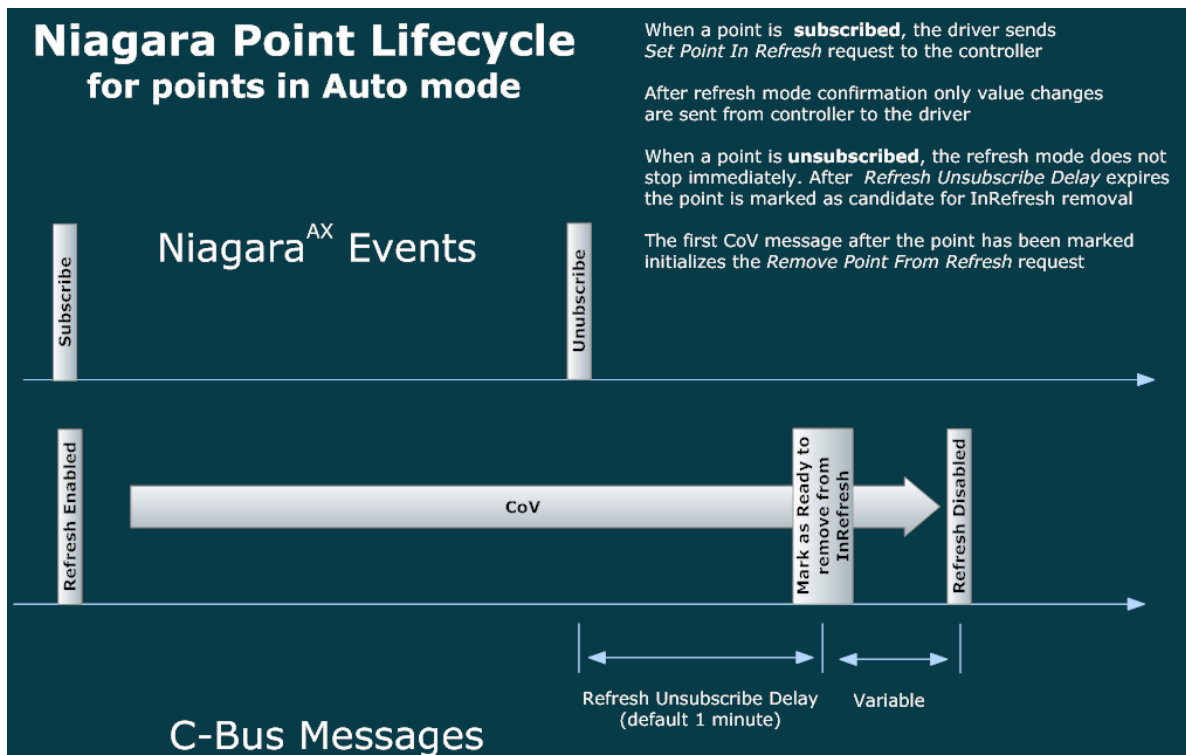 Niagara Point Lifecycle
for points in Auto mode
When a point is subscribed, the driver sends
Set Point In Refresh request to the controller
After refresh mode confirmation only value changes
are sent from controller to the driver
When a point is unsubscribed, the refresh mode does not
stop immediately. After Refresh Unsubscribe Delay expires
the point is marked as candidate for InRefresh removal
The first CoV message after the point has been marked
initializes the Remove Point From Refresh request
Niagara^AX Events
Subscribe
Unubscribe
Refresh Enabled
CoV
Mark as Ready to
remove from
InRefresh
Refresh Disabled
Refresh Unsubscribe Delay
(default 1 minute)
Variable
C-Bus Messages